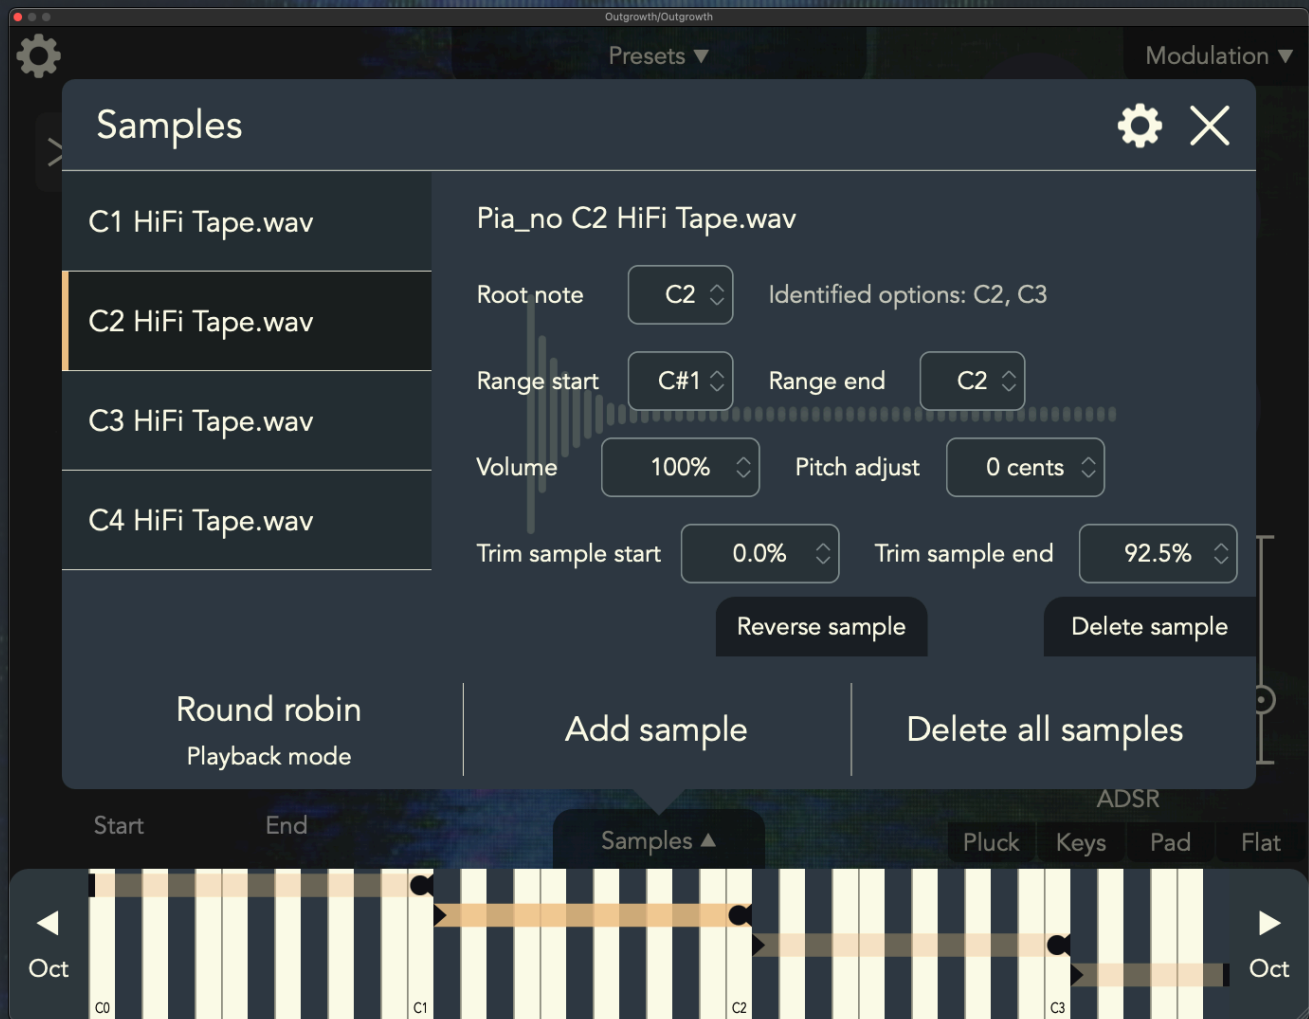 Outgrowth/Outgrowth
Presets ▼
Modulation ▼
Samples
C1 HiFi Tape.wav
C2 HiFi Tape.wav
C3 HiFi Tape.wav
C4 HiFi Tape.wav
Pia_no C2 HiFi Tape.wav
Root note C2 Identified options: C2, C3
Range start C#1 Range end C2
Volume 100% Pitch adjust 0 cents
Trim sample start 0.0% Trim sample end 92.5%
Reverse sample Delete sample
Round robin
Playback mode
Add sample
Delete all samples
ADSR
Start End
Samples ▲
Pluck Keys Pad Flat
Oct
C0 C1 C2 C3
Oct